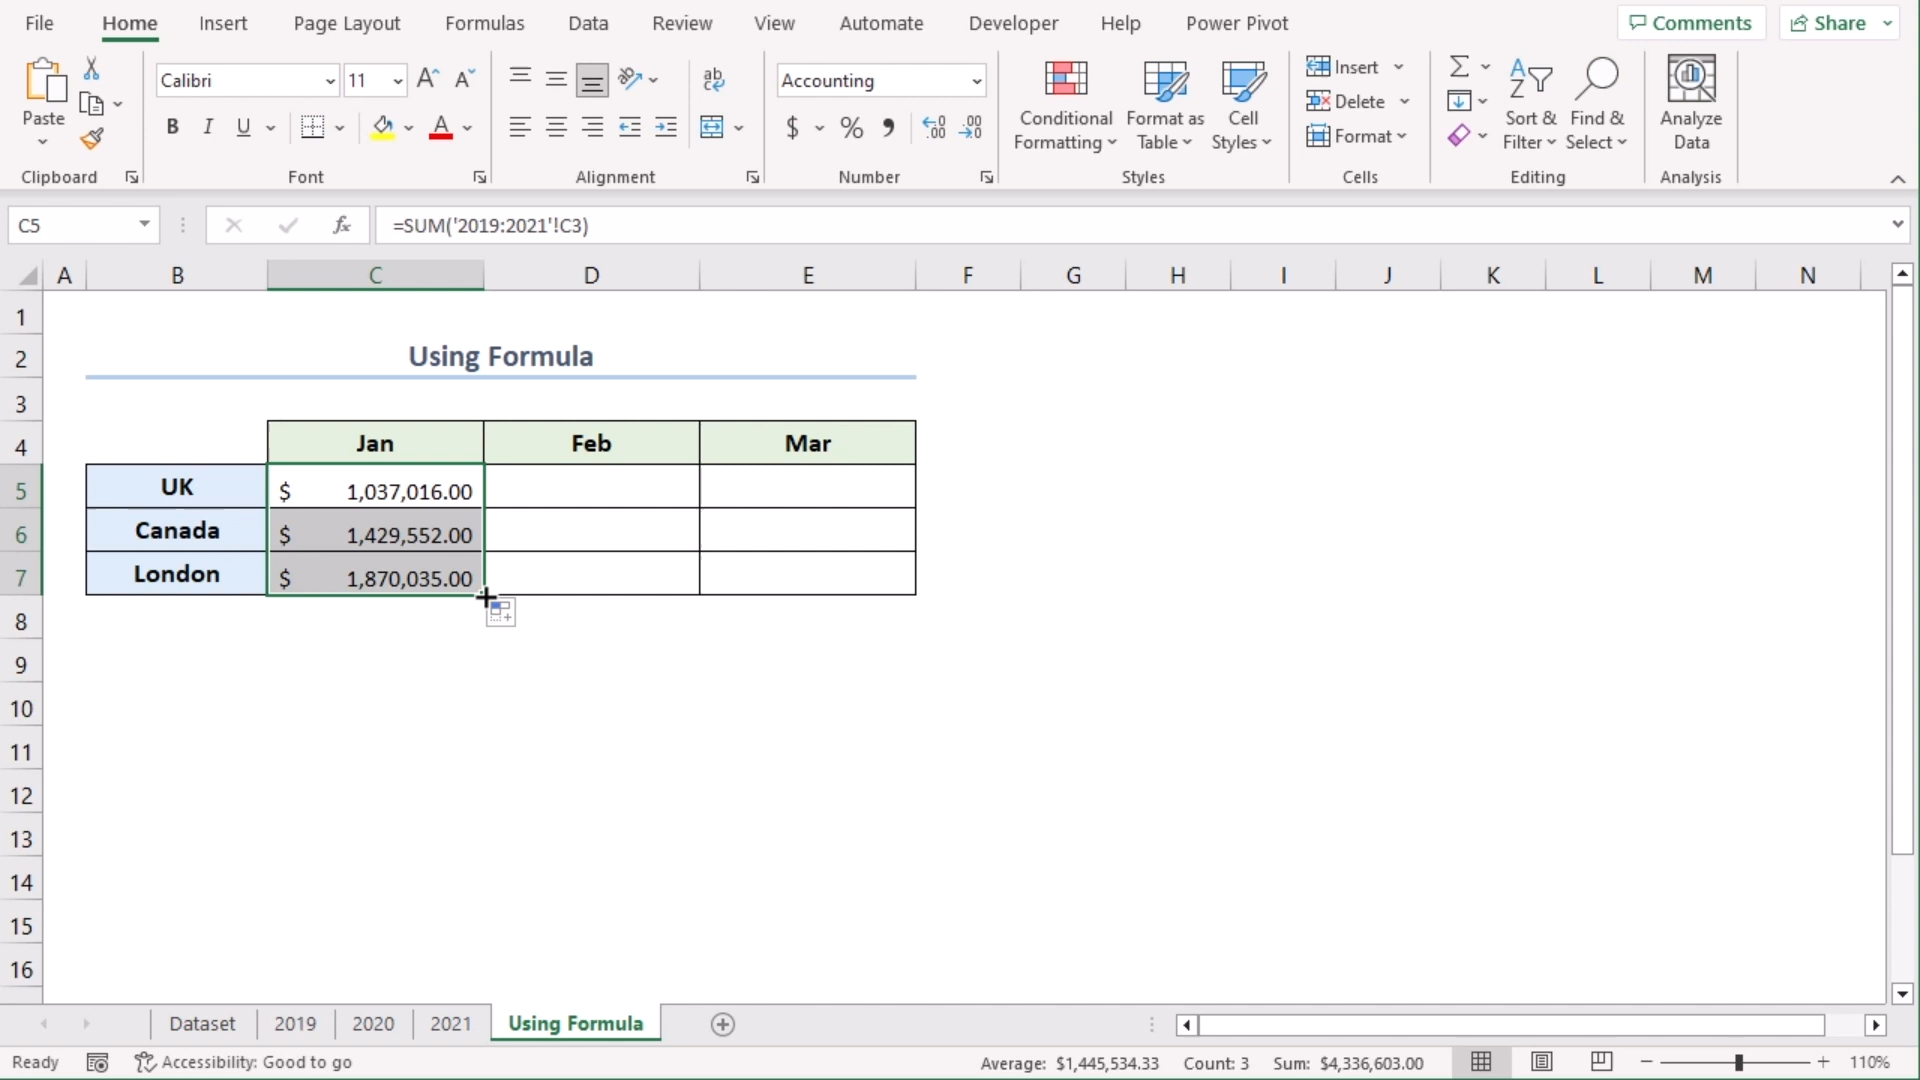 File Home Insert Page Layout Formulas Data Review View Automate Developer Help Power Pivot Comments Share
Paste
Clipboard
Calibri 11
B I U A
Font
ab
Alignment
Accounting
$ % ,
Number
Conditional Formatting
Format as Table
Cell Styles
Styles
Insert
Delete
Format
Cells
Sort & Filter
Find & Select
Editing
Analyze Data
Analysis
C5 fx =SUM('2019:2021'!C3)
A B C D E F G H I J K L M N
1
2 Using Formula
3
4 Jan Feb Mar
5 UK $ 1,037,016.00
6 Canada $ 1,429,552.00
7 London $ 1,870,035.00
8
9
10
11
12
13
14
15
16
Dataset 2019 2020 2021 Using Formula
Ready Accessibility: Good to go Average: $1,445,534.33 Count: 3 Sum: $4,336,603.00 110%